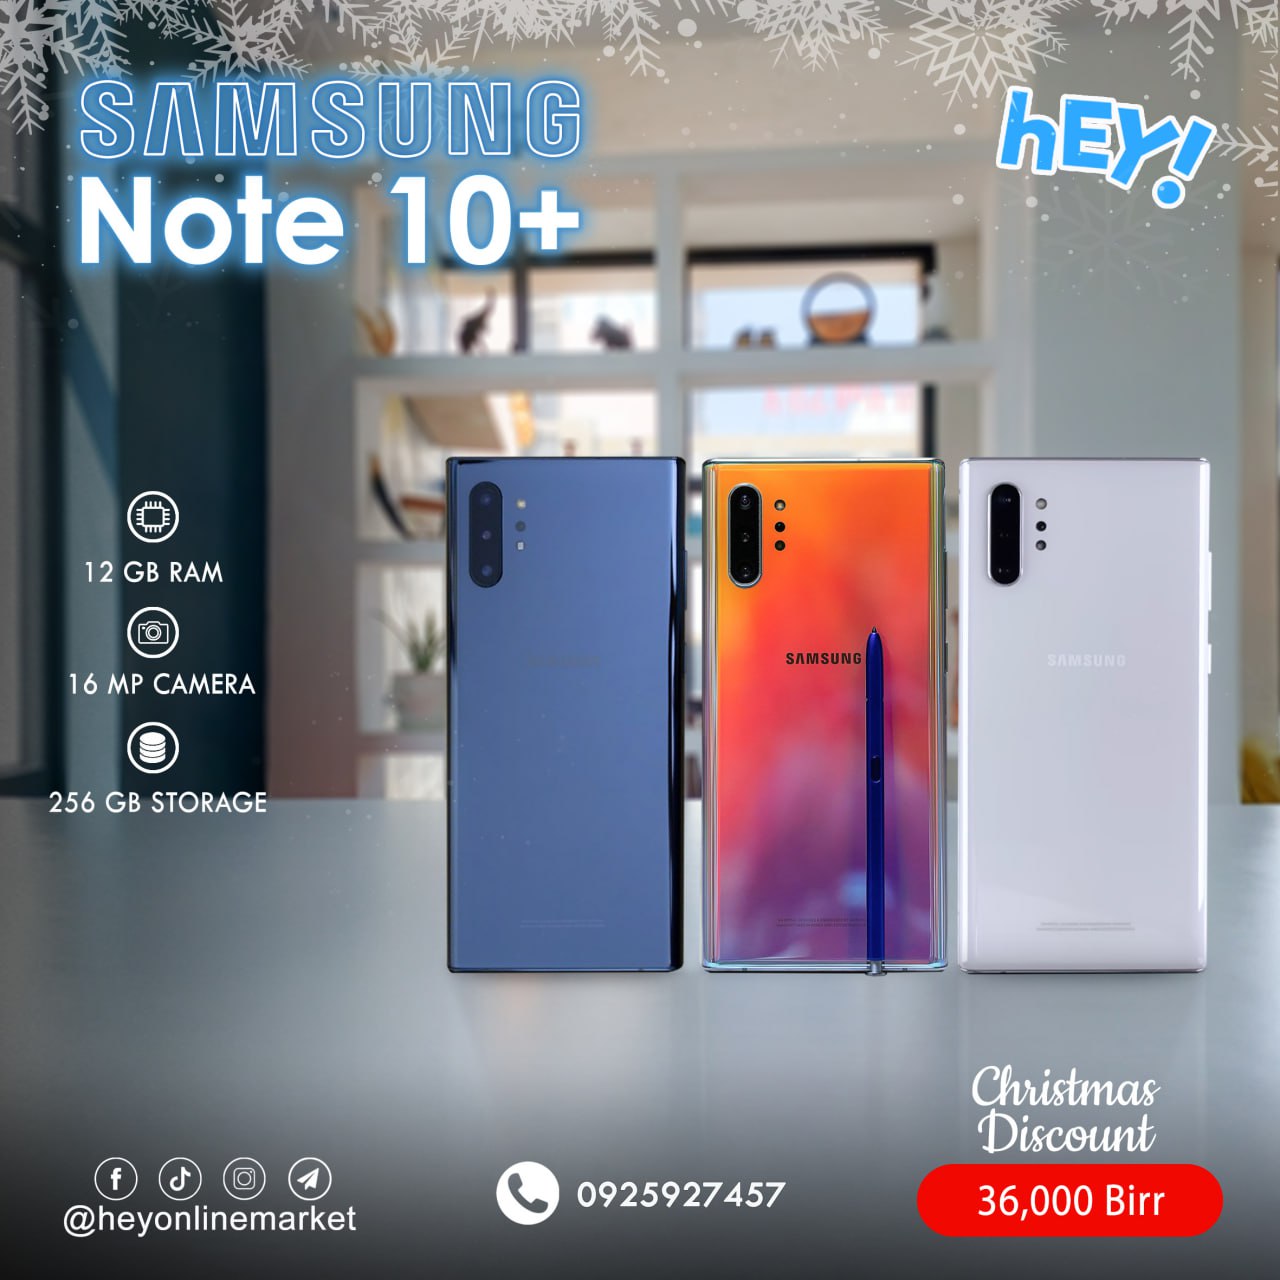 SAMSUNG
Note 10+
hEY!
12 GB RAM
16 MP CAMERA
256 GB STORAGE
SAMSUNG
SAMSUNG
Christmas
Discount
36,000 Birr
@heyonlinemarket
0925927457